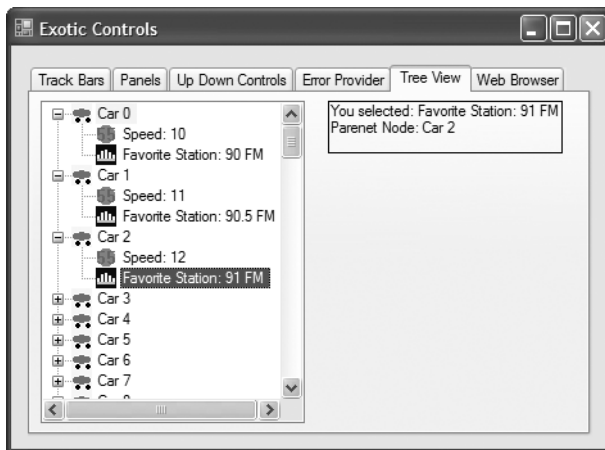 Exotic Controls
Track Bars Panels Up Down Controls Error Provider Tree View Web Browser
Car 0
Speed: 10
Favorite Station: 90 FM
Car 1
Speed: 11
Favorite Station: 90.5 FM
Car 2
Speed: 12
Favorite Station: 91 FM
Car 3
Car 4
Car 5
Car 6
Car 7
You selected: Favorite Station: 91 FM
Parenet Node: Car 2